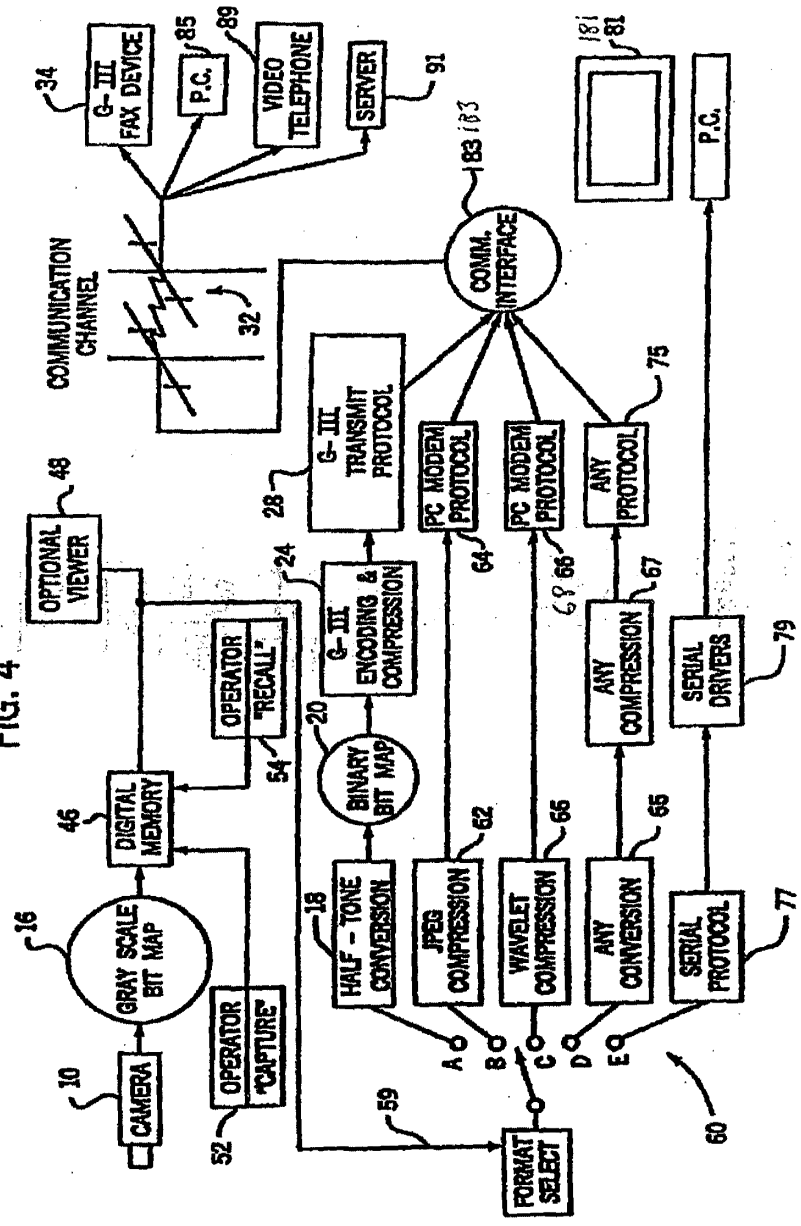 FIG. 4
10
CAMERA
16
GRAY SCALE
BIT MAP
46
DIGITAL
MEMORY
48
OPTIONAL
VIEWER
52
OPERATOR
"CAPTURE"
OPERATOR
"RECALL"
54
COMMUNICATION
CHANNEL
32
34
G-III
FAX DEVICE
85
P.C.
89
VIDEO
TELEPHONE
SERVER
91
59
FORMAT
SELECT
60
A
B
C
D
E
18
HALF-TONE
CONVERSION
20
BINARY
BIT MAP
24
G-III
ENCODING &
COMPRESSION
28
G-III
TRANSMIT
PROTOCOL
62
JPEG
COMPRESSION
PC MODEM
PROTOCOL
64
66
WAVELET
COMPRESSION
PC MODEM
PROTOCOL
66
68
65
ANY
CONVERSION
ANY
COMPRESSION
67
ANY
PROTOCOL
75
SERIAL
PROTOCOL
77
SERIAL
DRIVERS
79
COMM.
INTERFACE
83 183
181
81
P.C.